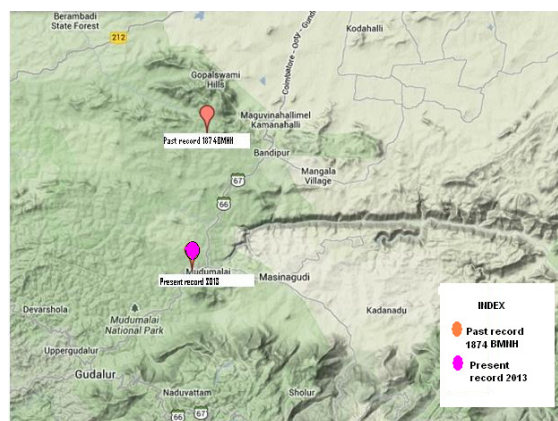 Berambadi
State Forest
212
Kodahalli
Gopalswami
Hills
Coimbatore - Ooty - Gund
Maguvinahallimel
Kamanahalli
Past record 1874 BMNH
Bandipur
Mangala
Village
67
66
Mudumalai
Present record 2013
Masinagudi
Devarshola
Mudumalai
National Park
Kadanadu
Uppergudalur
Gudalur
Naduvattam
Sholur
66
67
INDEX
Past record
1874 BMNH
Present
record 2013